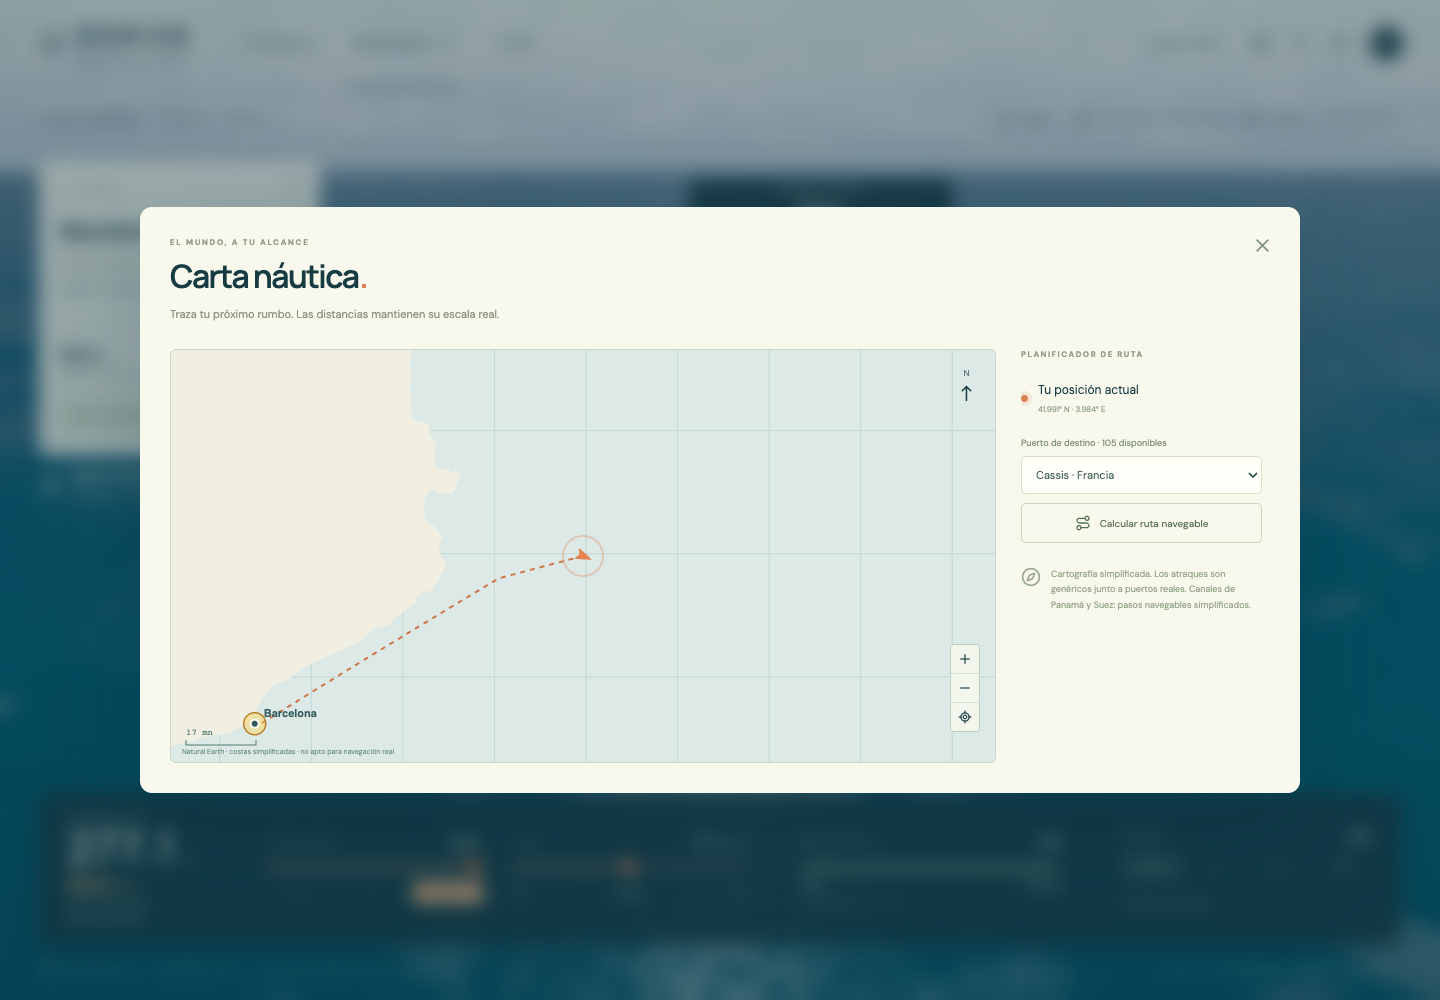 EL MUNDO, A TU ALCANCE
Carta náutica.
Traza tu próximo rumbo. Las distancias mantienen su escala real.
N
Barcelona
17 mn
Natural Earth · costas simplificadas · no apto para navegación real
PLANIFICADOR DE RUTA
Tu posición actual
41.991° N · 3.984° E
Puerto de destino · 105 disponibles
Cassis · Francia
Calcular ruta navegable
Cartografía simplificada. Los atraques son
genéricos junto a puertos reales. Canales de
Panamá y Suez: pasos navegables simplificados.